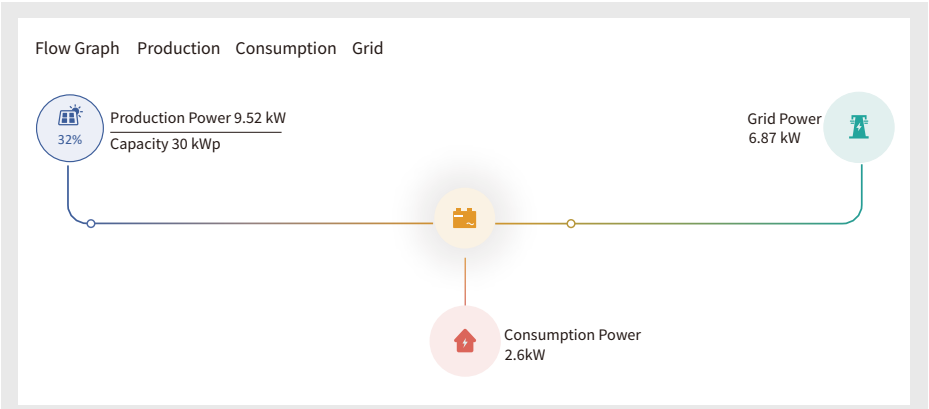 Flow Graph Production Consumption Grid
32%
Production Power 9.52 kW
Capacity 30 kWp
Grid Power
6.87 kW
Consumption Power
2.6kW